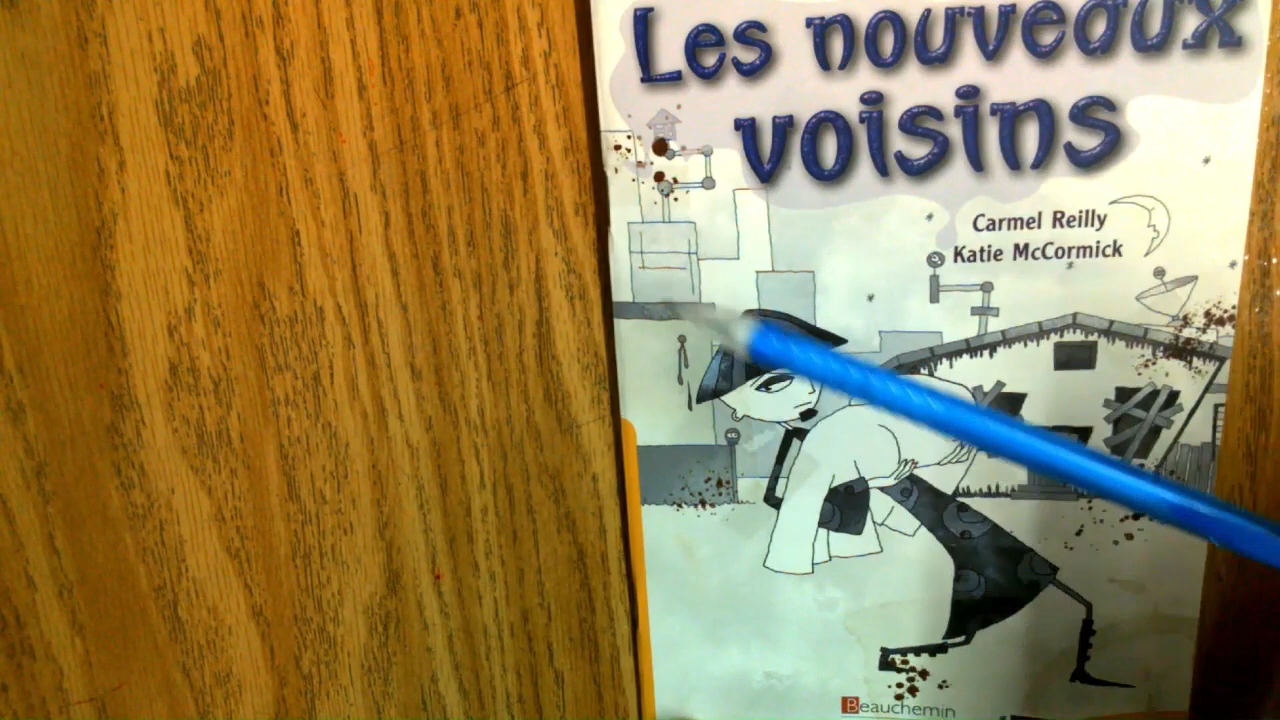 Les nouveaux
voisins
Carmel Reilly
Katie McCormick
Beauchemin